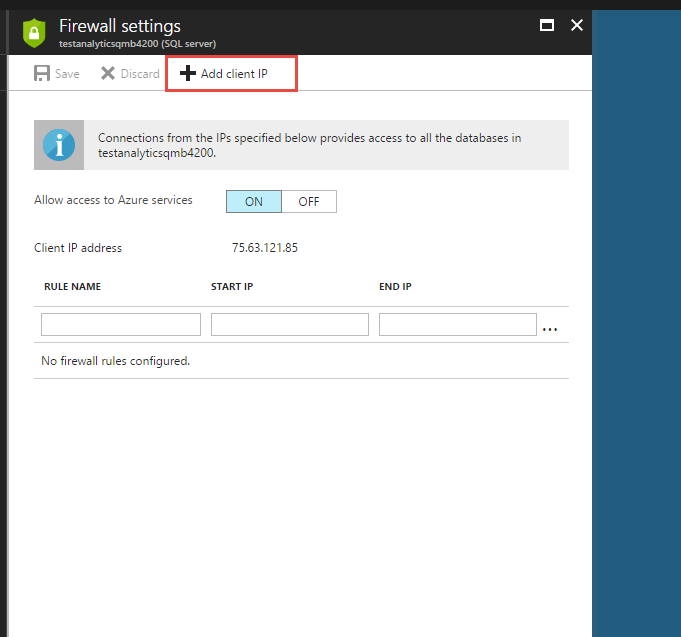 Firewall settings
testanalyticsqmb4200 (SQL server)
Save Discard Add client IP
Connections from the IPs specified below provides access to all the databases in
testanalyticsqmb4200.
Allow access to Azure services ON OFF
Client IP address 75.63.121.85
RULE NAME START IP END IP
...
No firewall rules configured.